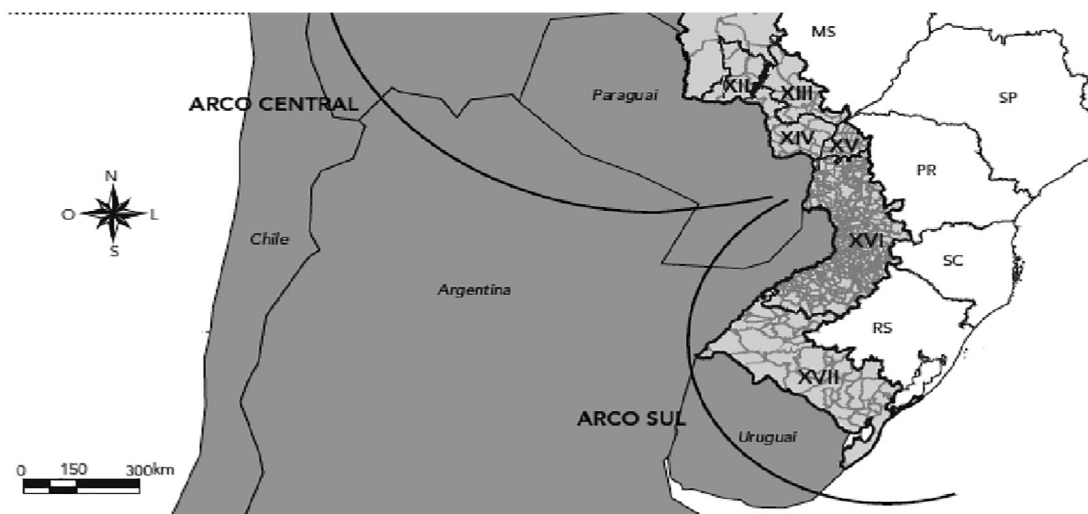 MS
XII
XIII
SP
ARCO CENTRAL
Paraguai
XIV
XV
PR
N
O
L
S
Chile
XVI
SC
Argentina
RS
XVII
ARCO SUL
Uruguai
0 150 300km